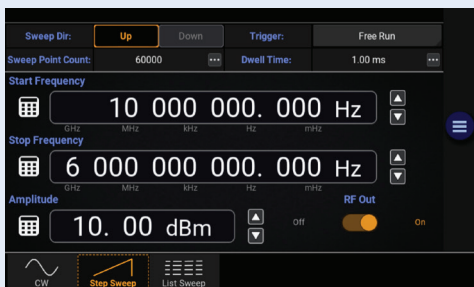 Sweep Dir: Up Down Trigger: Free Run
Sweep Point Count: 60000 ... Dwell Time: 1.00 ms ...
Start Frequency
10 000 000. 000 Hz
GHz MHz kHz Hz mHz
Stop Frequency
6 000 000 000. 000 Hz
GHz MHz kHz Hz mHz
Amplitude RF Out
10. 00 dBm Off On
CW Step Sweep List Sweep